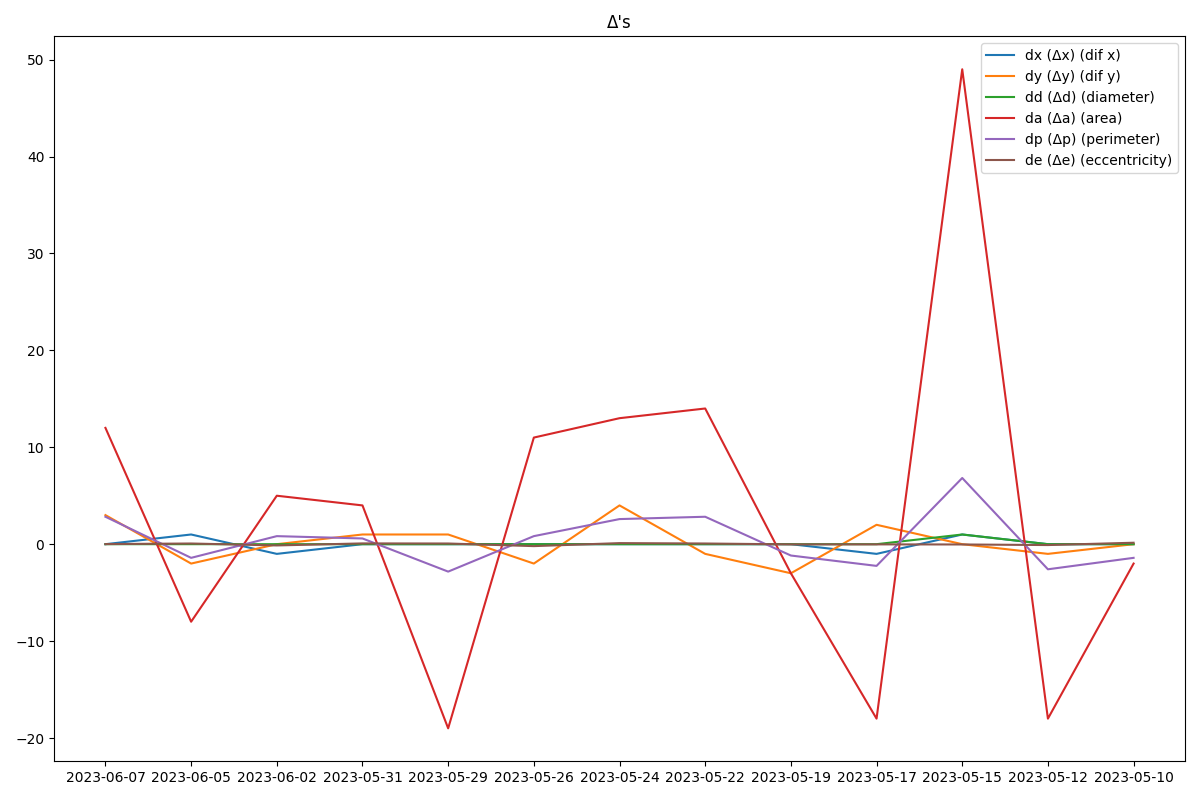 Δ's
dx (Δx) (dif x)
dy (Δy) (dif y)
dd (Δd) (diameter)
da (Δa) (area)
dp (Δp) (perimeter)
de (Δe) (eccentricity)
50
40
30
20
10
0
−10
−20
2023-06-07 2023-06-05 2023-06-02 2023-05-31 2023-05-29 2023-05-26 2023-05-24 2023-05-22 2023-05-19 2023-05-17 2023-05-15 2023-05-12 2023-05-10